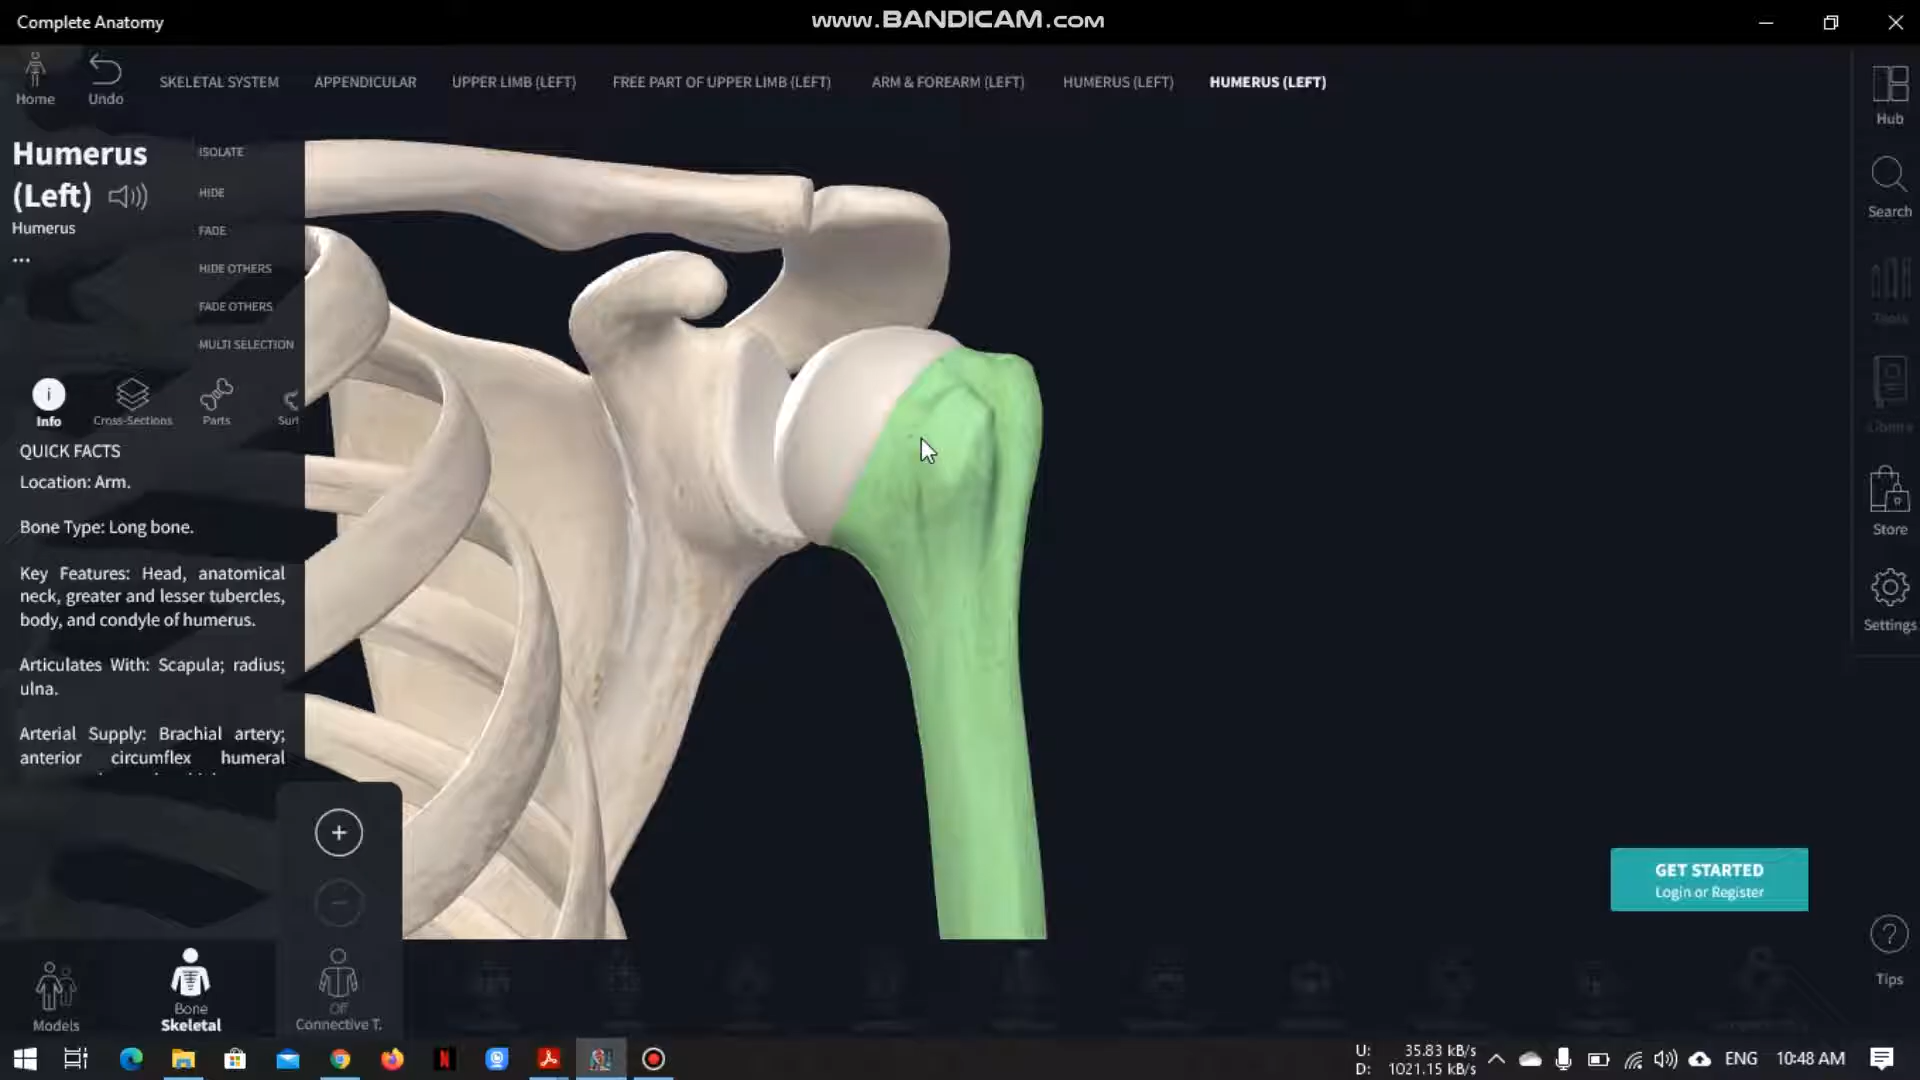 Complete Anatomy
www.BANDICAM.com
Home
Undo
SKELETAL SYSTEM
APPENDICULAR
UPPER LIMB (LEFT)
FREE PART OF UPPER LIMB (LEFT)
ARM & FOREARM (LEFT)
HUMERUS (LEFT)
HUMERUS (LEFT)
Hub
Humerus
(Left)
Humerus
...
ISOLATE
HIDE
FADE
HIDE OTHERS
FADE OTHERS
MULTI SELECTION
Search
Tools
Info
Cross-Sections
Parts
QUICK FACTS
Location: Arm.
Bone Type: Long bone.
Key Features: Head, anatomical
neck, greater and lesser tubercles,
body, and condyle of humerus.
Articulates With: Scapula; radius;
ulna.
Arterial Supply: Brachial artery;
anterior circumflex humeral
Store
Settings
GET STARTED
Login or Register
Tips
Models
Bone
Skeletal
Off
Connective T.
U: 35.83 kB/s
D: 1021.15 kB/s
ENG
10:48 AM